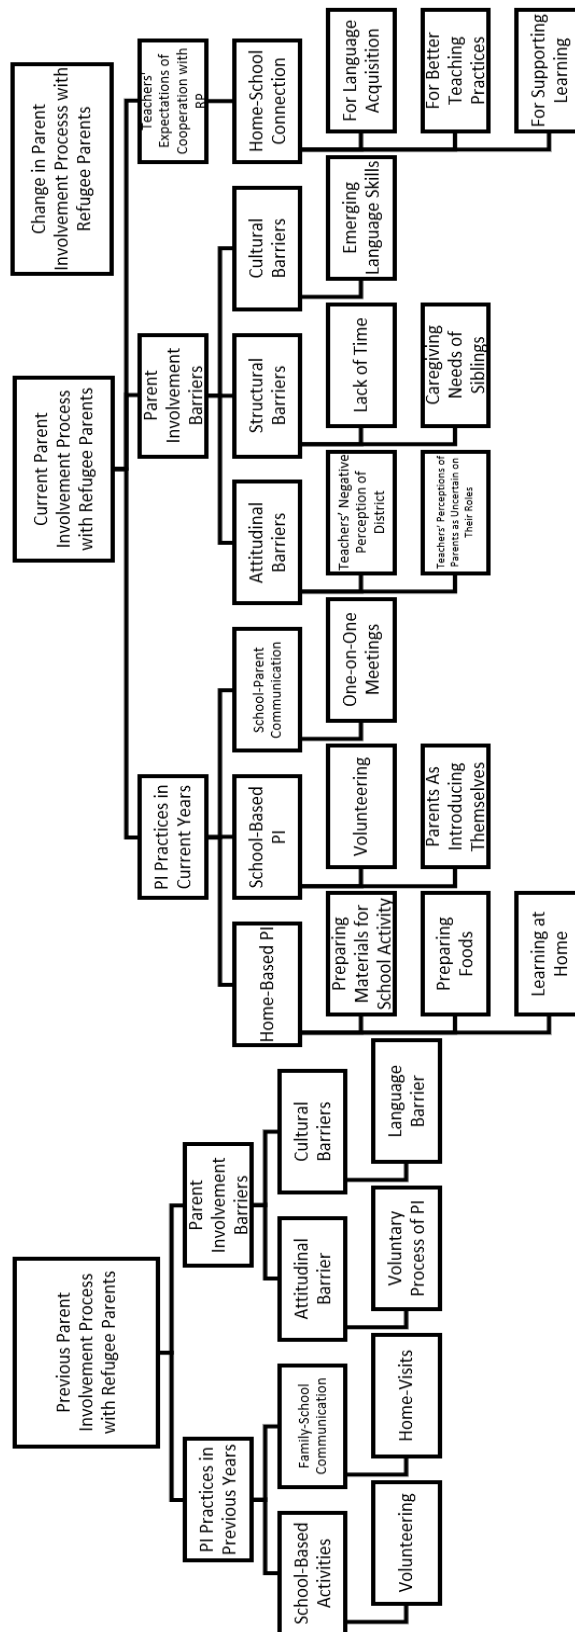 Previous Parent
Involvement Process
with Refugee Parents
PI Practices in
Previous Years
School-Based
Activities
Volunteering
Family-School
Communication
Home-Visits
Parent
Involvement
Barriers
Attitudinal
Barrier
Voluntary
Process of PI
Cultural
Barriers
Language
Barrier
Current Parent
Involvement Process
with Refugee Parents
PI Practices in
Current Years
Home-Based PI
Preparing
Materials for
School Activity
Preparing
Foods
Learning at
Home
School-Based
PI
Volunteering
Parents As
Introducing
Themselves
School-Parent
Communication
One-on-One
Meetings
Parent
Involvement
Barriers
Attitudinal
Barriers
Teachers' Negative
Perception of
District
Teachers' Perceptions of
Parents as Uncertain on
Their Roles
Structural
Barriers
Lack of Time
Caregiving
Needs of
Siblings
Cultural
Barriers
Emerging
Language Skills
Teachers'
Expectations of
Cooperation with
RP
Home-School
Connection
For Language
Acquisition
For Better
Teaching
Practices
For Supporting
Learning
Change in Parent
Involvement Processs with
Refugee Parents